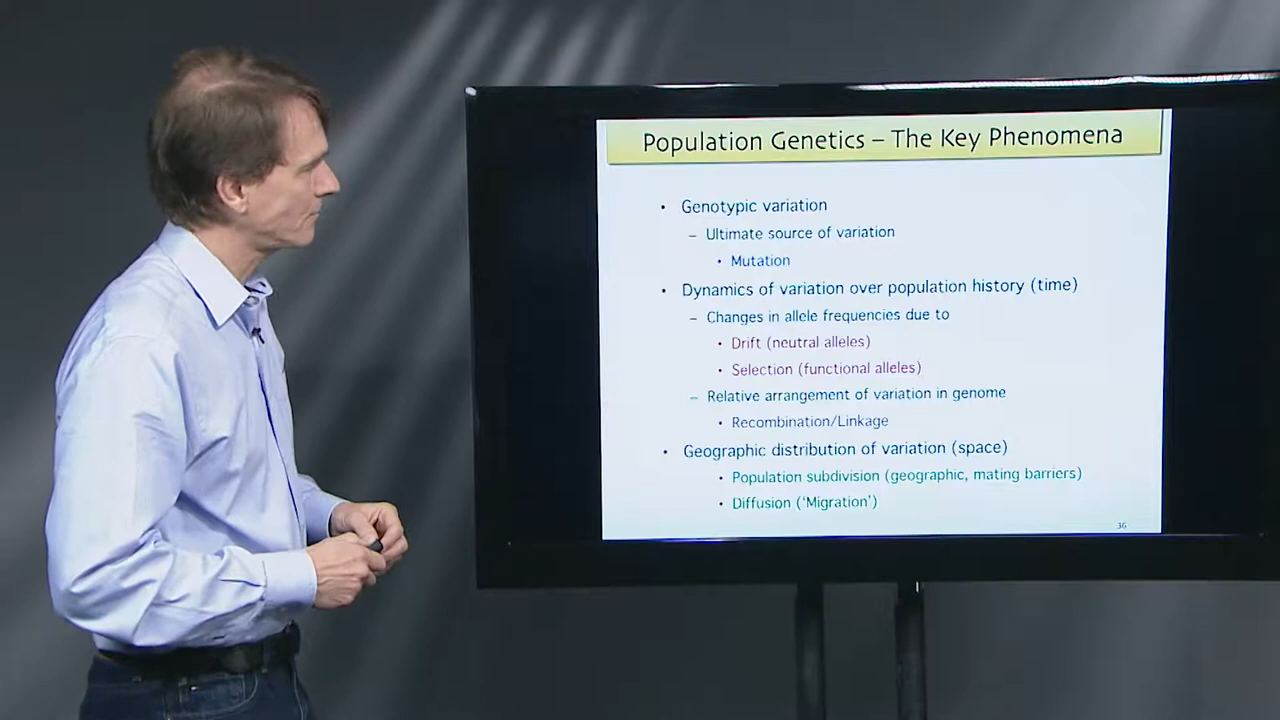 Population Genetics – The Key Phenomena
• Genotypic variation
– Ultimate source of variation
• Mutation
• Dynamics of variation over population history (time)
– Changes in allele frequencies due to
• Drift (neutral alleles)
• Selection (functional alleles)
– Relative arrangement of variation in genome
• Recombination/Linkage
• Geographic distribution of variation (space)
• Population subdivision (geographic, mating barriers)
• Diffusion (‘Migration’)
36